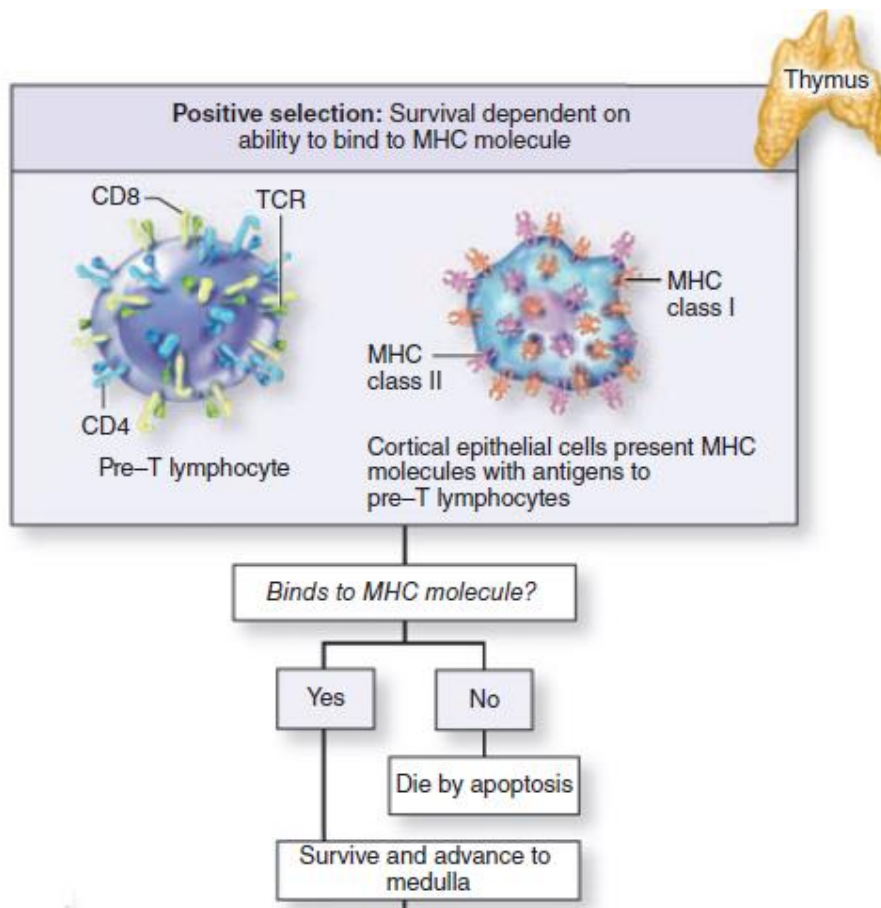 Thymus
Positive selection: Survival dependent on
ability to bind to MHC molecule
CD8
TCR
MHC
class I
MHC
class II
CD4
Pre–T lymphocyte
Cortical epithelial cells present MHC
molecules with antigens to
pre–T lymphocytes
Binds to MHC molecule?
Yes
No
Die by apoptosis
Survive and advance to
medulla